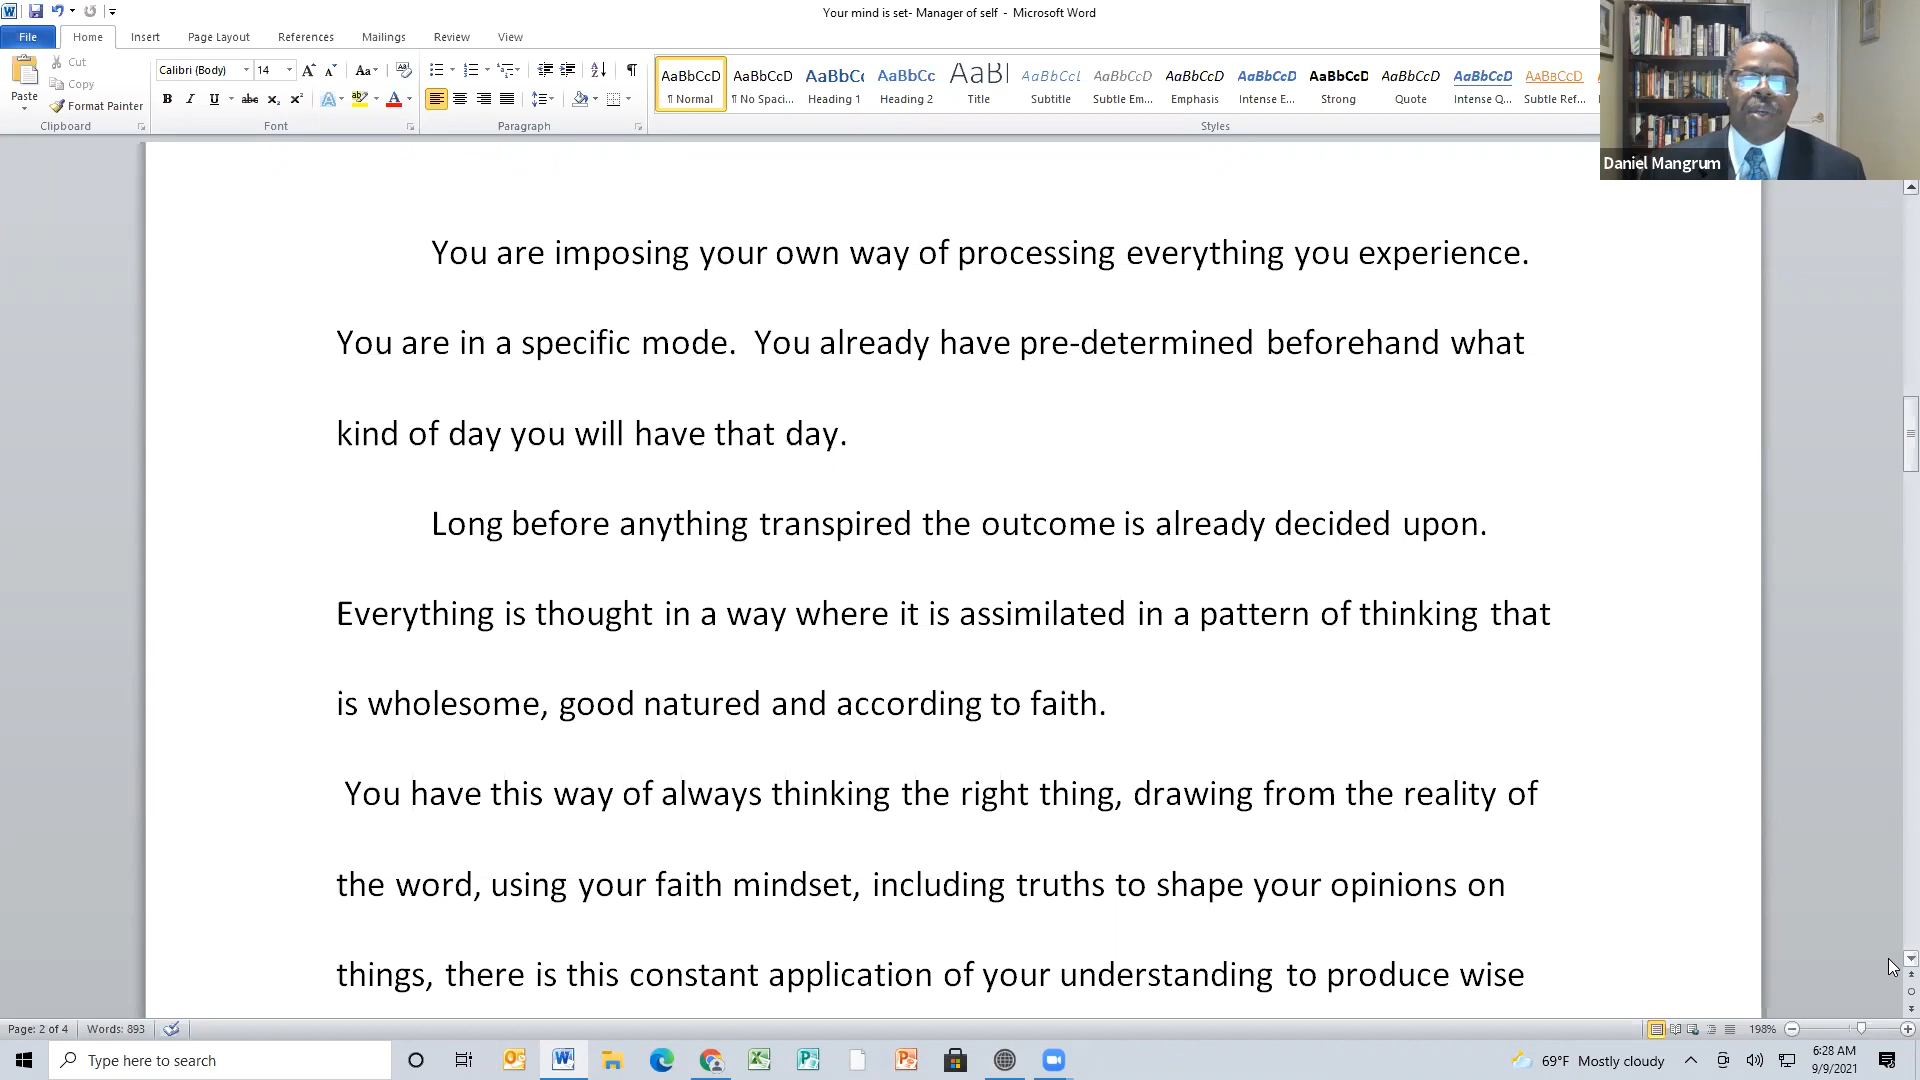 Your mind is set- Manager of self - Microsoft Word
File Home Insert Page Layout References Mailings Review View
Cut
Copy
Format Painter
Paste
Clipboard
Calibri (Body) 14
Font
Paragraph
AaBbCcD AaBbCcD AaBbCc AaBbCc AaB AaBbCcI AaBbCcD AaBbCcD AaBbCcD AaBbCcD AaBbCcD AaBbCcD AaBbCcD
¶ Normal ¶ No Spaci... Heading 1 Heading 2 Title Subtitle Subtle Em... Emphasis Intense E... Strong Quote Intense Q... Subtle Ref...
Styles
Daniel Mangrum
You are imposing your own way of processing everything you experience.
You are in a specific mode.  You already have pre-determined beforehand what
kind of day you will have that day.
Long before anything transpired the outcome is already decided upon.
Everything is thought in a way where it is assimilated in a pattern of thinking that
is wholesome, good natured and according to faith.
You have this way of always thinking the right thing, drawing from the reality of
the word, using your faith mindset, including truths to shape your opinions on
things, there is this constant application of your understanding to produce wise
Page: 2 of 4 Words: 893 198%
Type here to search
69°F Mostly cloudy
6:28 AM
9/9/2021